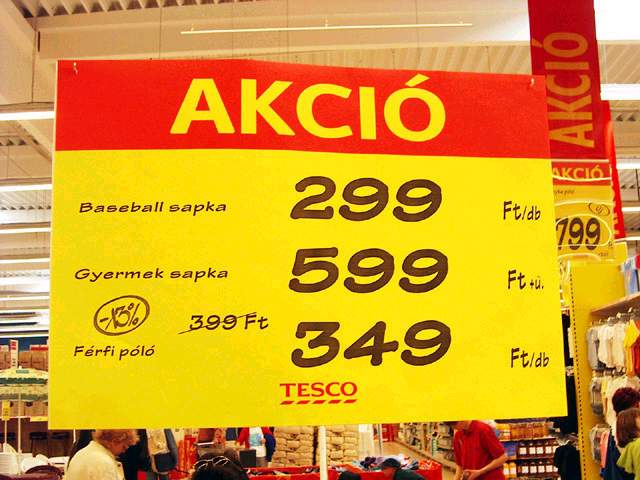 AKCIÓ
Baseball sapka 299 Ft/db
Gyermek sapka 599 Ft +ü.
-13% 399 Ft
Férfi póló 349 Ft/db
TESCO
AKCIÓ
AKCIÓ
799